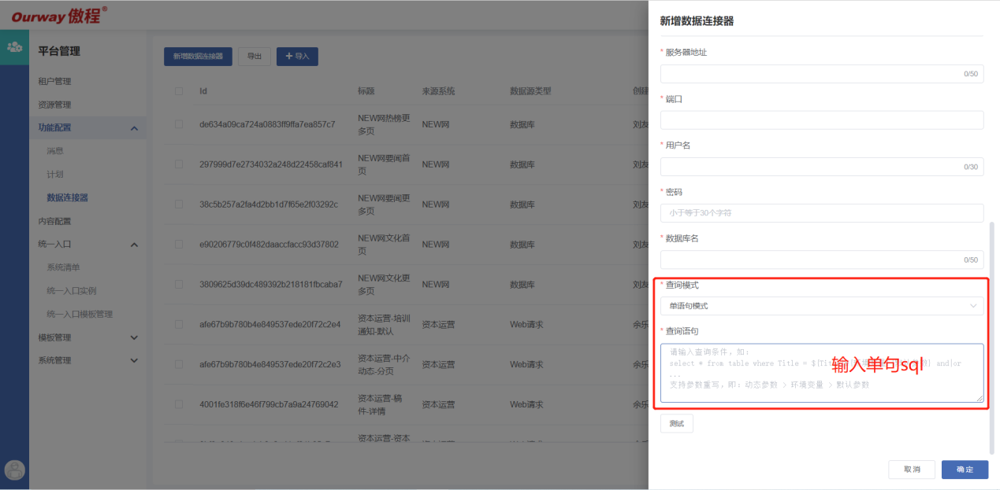 Ourway 傲程®
平台管理
租户管理
资源管理
功能配置
消息
计划
数据连接器
内容配置
统一入口
系统清单
统一入口实例
统一入口模板管理
模板管理
系统管理
新增数据连接器 导出 + 导入
Id 标题 来源系统 数据源类型 创建
de634a09ca724a0883ff9ffa7ea857c7 NEW网热榜更多页 NEW网 数据库 刘友
297999d7e2734032a248d22458caf841 NEW网要闻首页 NEW网 数据库 刘友
38c5b257a2fa4d2bb1d7f65e2f03292c NEW网要闻更多页 NEW网 数据库 刘友
e90206779c0f482daaccfacc93d37802 NEW网文化首页 NEW网 数据库 刘友
3809625d39dc489392b218181fbcaba7 NEW网文化更多页 NEW网 数据库 刘友
afe67b9b780b4e849537ede20f72c2e4 资本运营-培训通知-默认 资本运营 Web请求 余乐
afe67b9b780b4e849537ede20f72c2e3 资本运营-中介动态-分页 资本运营 Web请求 余乐
4001fe318f6e46f799cb7a9a24769042 资本运营-稿件-详情 资本运营 Web请求 余乐
资本运营-资本
新增数据连接器
* 服务器地址
0/50
* 端口
* 用户名
0/30
* 密码
小于等于30个字符
* 数据库名
0/50
* 查询模式
单语句模式
* 查询语句
请输入查询条件，如：
select * from table where Title = ${Tit and|or
...
支持参数重写，即：动态参数 > 环境变量 > 默认参数
输入单句sql
测试
取消 确定